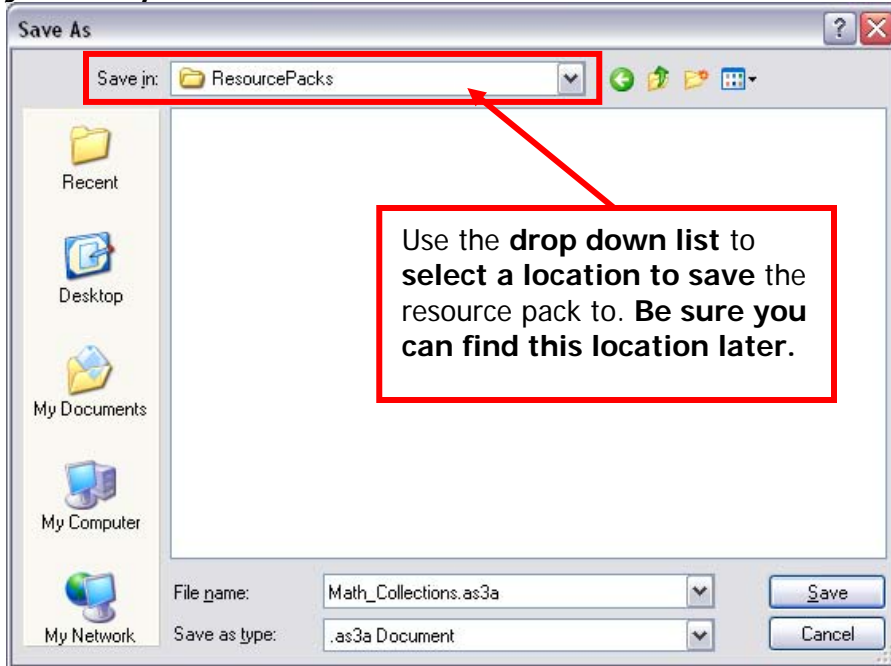 Save As
Save in: ResourcePacks
Use the drop down list to
select a location to save the
resource pack to. Be sure you
can find this location later.
Recent
Desktop
My Documents
My Computer
My Network
File name: Math_Collections.as3a Save
Save as type: .as3a Document Cancel